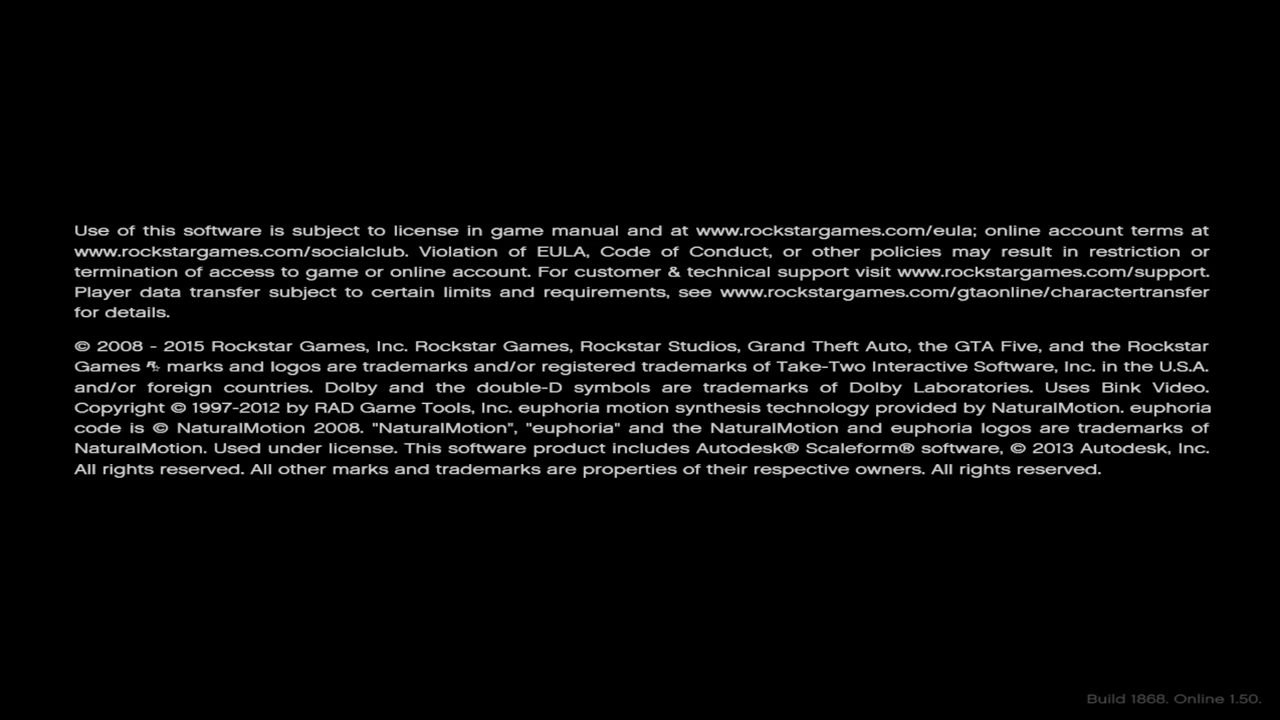 Use of this software is subject to license in game manual and at www.rockstargames.com/eula; online account terms at
www.rockstargames.com/socialclub. Violation of EULA, Code of Conduct, or other policies may result in restriction or
termination of access to game or online account. For customer & technical support visit www.rockstargames.com/support.
Player data transfer subject to certain limits and requirements, see www.rockstargames.com/gtaonline/charactertransfer
for details.
© 2008 - 2015 Rockstar Games, Inc. Rockstar Games, Rockstar Studios, Grand Theft Auto, the GTA Five, and the Rockstar
Games R* marks and logos are trademarks and/or registered trademarks of Take-Two Interactive Software, Inc. in the U.S.A.
and/or foreign countries. Dolby and the double-D symbols are trademarks of Dolby Laboratories. Uses Bink Video.
Copyright © 1997-2012 by RAD Game Tools, Inc. euphoria motion synthesis technology provided by NaturalMotion. euphoria
code is © NaturalMotion 2008. "NaturalMotion", "euphoria" and the NaturalMotion and euphoria logos are trademarks of
NaturalMotion. Used under license. This software product includes Autodesk® Scaleform® software, © 2013 Autodesk, Inc.
All rights reserved. All other marks and trademarks are properties of their respective owners. All rights reserved.
Build 1868. Online 1.50.